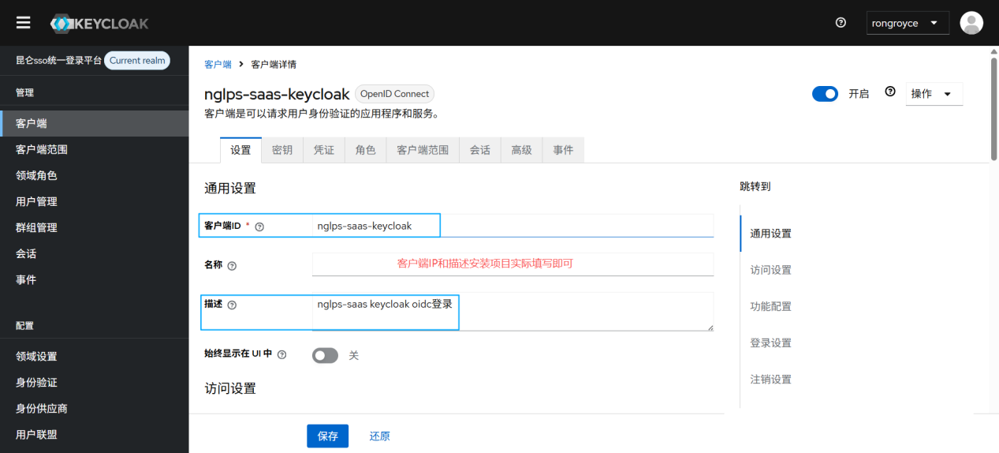 KEYCLOAK
rongroyce
昆仑sso统一登录平台 Current realm
管理
客户端
客户端范围
领域角色
用户管理
群组管理
会话
事件
配置
领域设置
身份验证
身份供应商
用户联盟
客户端 > 客户端详情
nglps-saas-keycloak OpenID Connect
开启 操作
客户端是可以请求用户身份验证的应用程序和服务。
设置 密钥 凭证 角色 客户端范围 会话 高级 事件
通用设置
客户端ID * nglps-saas-keycloak
名称 客户端IP和描述安装项目实际填写即可
描述 nglps-saas keycloak oidc登录
始终显示在 UI 中 关
访问设置
保存 还原
跳转到
通用设置
访问设置
功能配置
登录设置
注销设置